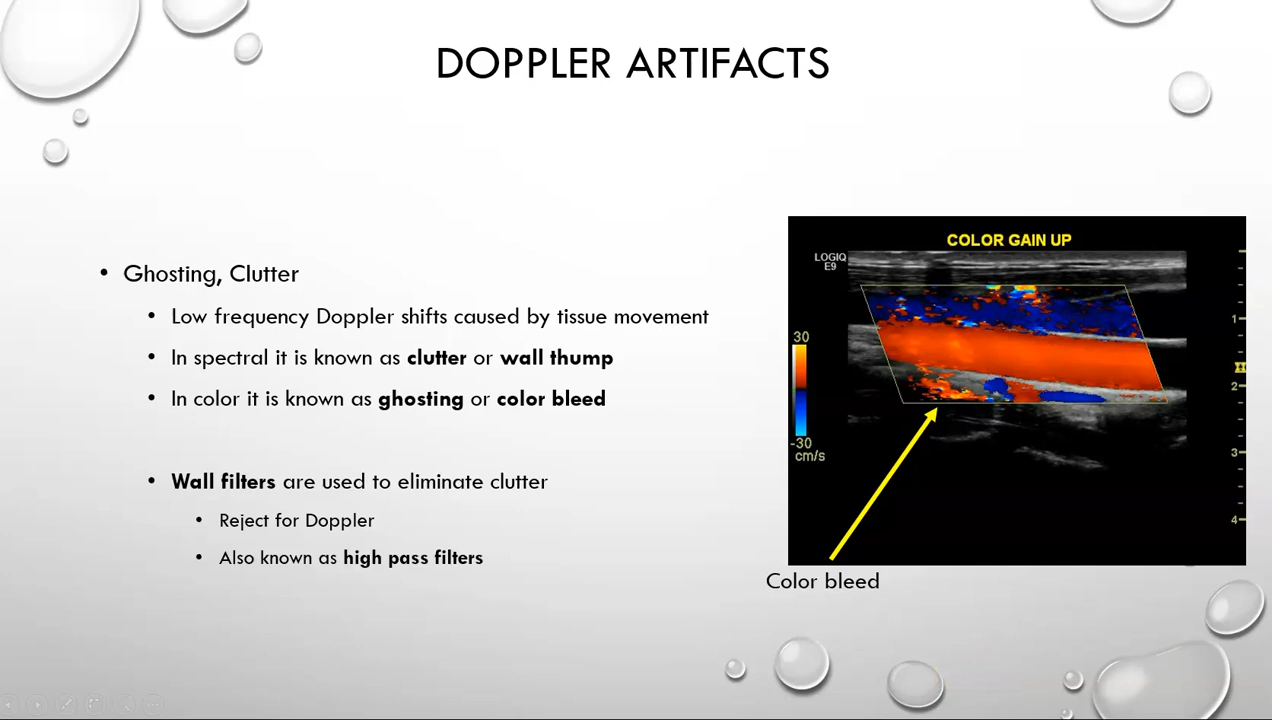 DOPPLER ARTIFACTS
• Ghosting, Clutter
• Low frequency Doppler shifts caused by tissue movement
• In spectral it is known as clutter or wall thump
• In color it is known as ghosting or color bleed
• Wall filters are used to eliminate clutter
• Reject for Doppler
• Also known as high pass filters
COLOR GAIN UP
LOGIQ
E9
30
-30
cm/s
1
2
3
4
Color bleed